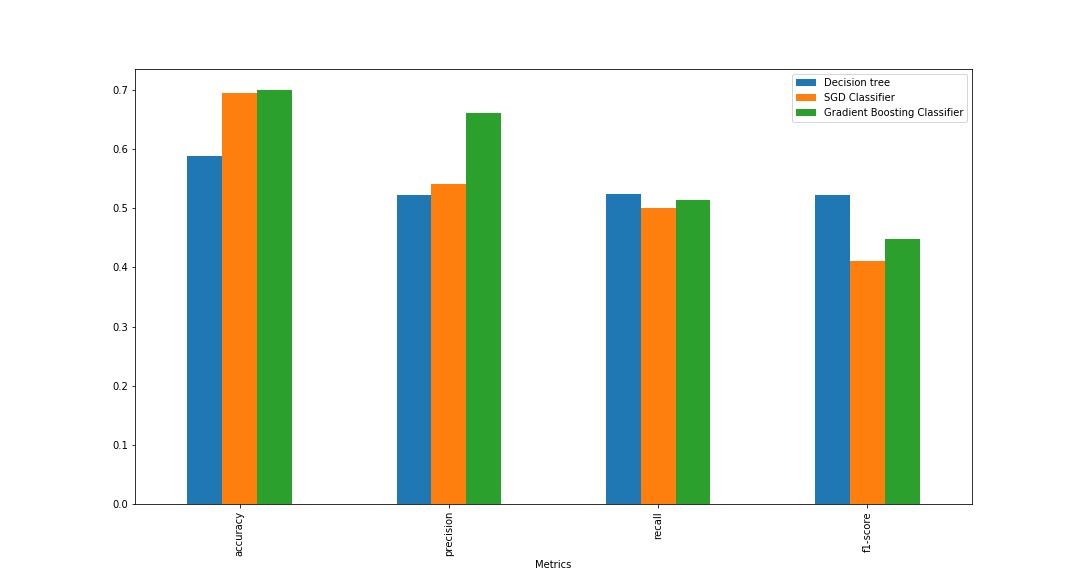 Decision tree
SGD Classifier
Gradient Boosting Classifier
0.7
0.6
0.5
0.4
0.3
0.2
0.1
0.0
accuracy
precision
recall
f1-score
Metrics